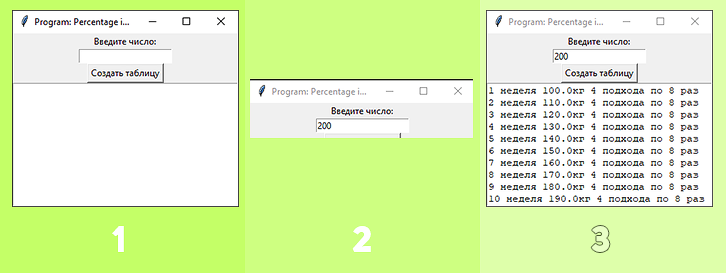 Program: Percentage i...
Введите число:
Создать таблицу
1
Program: Percentage i...
Введите число:
200
2
Program: Percentage i...
Введите число:
200
Создать таблицу
1 неделя 100.0кг 4 подхода по 8 раз
2 неделя 110.0кг 4 подхода по 8 раз
3 неделя 120.0кг 4 подхода по 8 раз
4 неделя 130.0кг 4 подхода по 8 раз
5 неделя 140.0кг 4 подхода по 8 раз
6 неделя 150.0кг 4 подхода по 8 раз
7 неделя 160.0кг 4 подхода по 8 раз
8 неделя 170.0кг 4 подхода по 8 раз
9 неделя 180.0кг 4 подхода по 8 раз
10 неделя 190.0кг 4 подхода по 8 раз
3